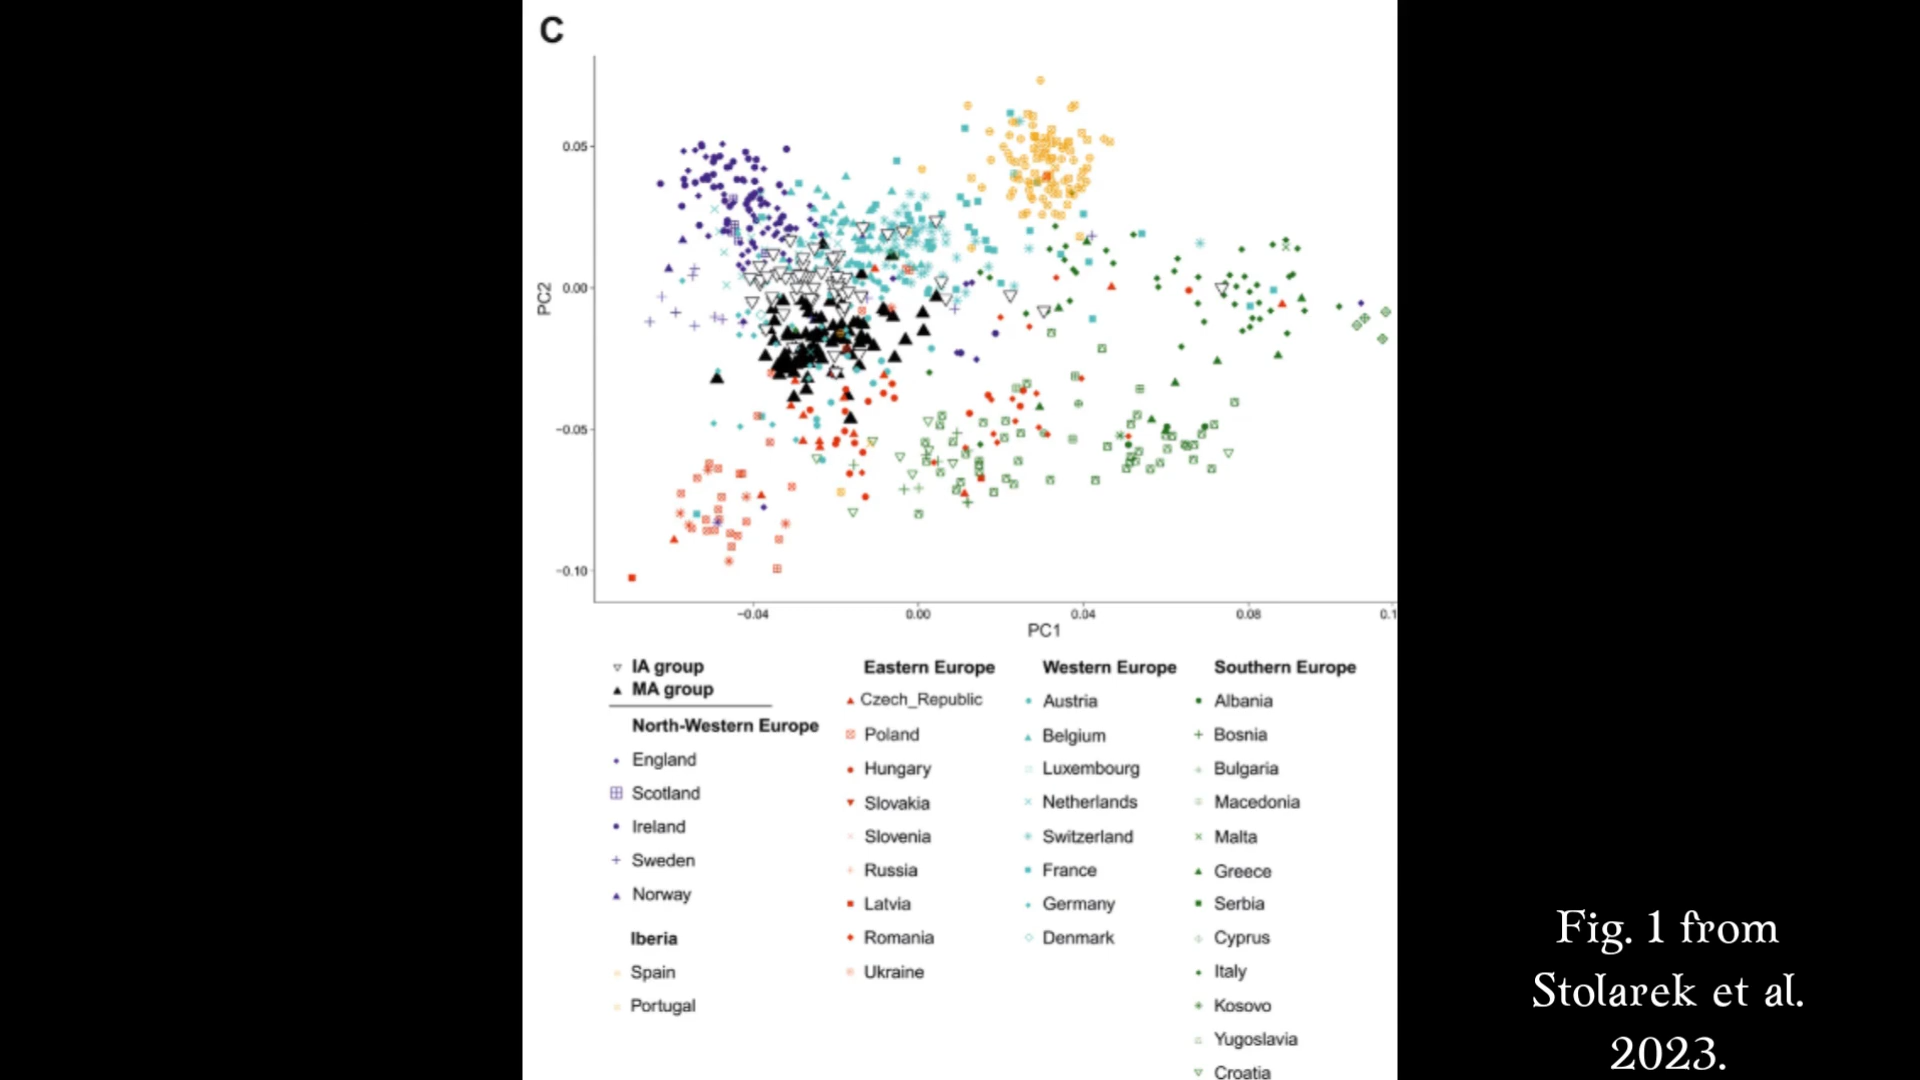 C
0.05
0.00
−0.05
−0.10
PC2
−0.04
0.00
0.04
0.08
0.1
PC1
IA group
MA group
North-Western Europe
England
Scotland
Ireland
Sweden
Norway
Iberia
Spain
Portugal
Eastern Europe
Czech_Republic
Poland
Hungary
Slovakia
Slovenia
Russia
Latvia
Romania
Ukraine
Western Europe
Austria
Belgium
Luxembourg
Netherlands
Switzerland
France
Germany
Denmark
Southern Europe
Albania
Bosnia
Bulgaria
Macedonia
Malta
Greece
Serbia
Cyprus
Italy
Kosovo
Yugoslavia
Croatia
Fig. 1 from
Stolarek et al.
2023.